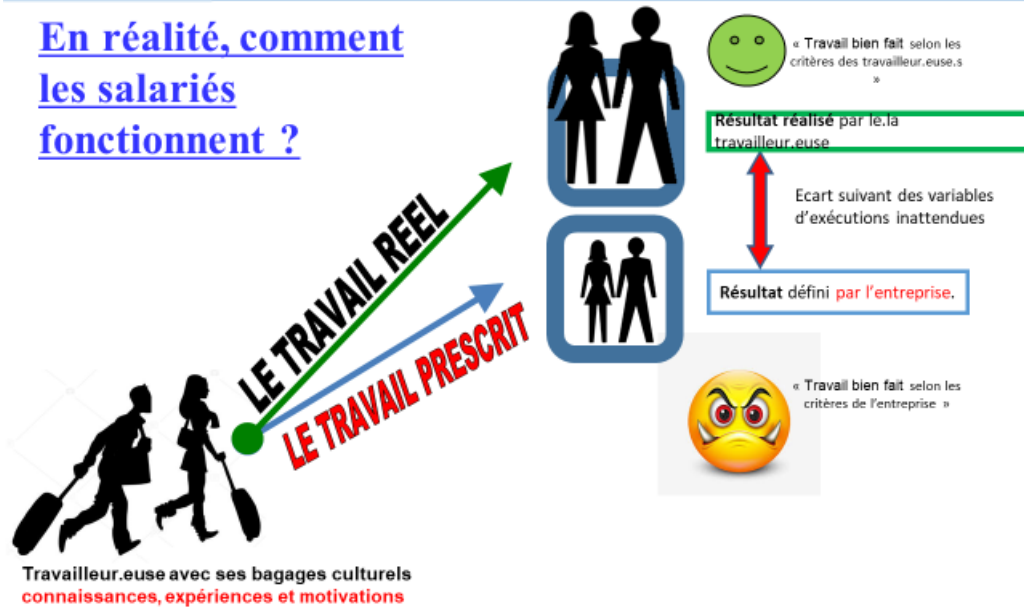 En réalité, comment
les salariés
fonctionnent ?
« Travail bien fait selon les
critères des travailleur.euse.s
»
Résultat réalisé par le.la
travailleur.euse
Ecart suivant des variables
d'exécutions inattendues
LE TRAVAIL REEL
LE TRAVAIL PRESCRIT
Résultat défini par l'entreprise.
« Travail bien fait selon les
critères de l'entreprise »
Travailleur.euse avec ses bagages culturels
connaissances, expériences et motivations